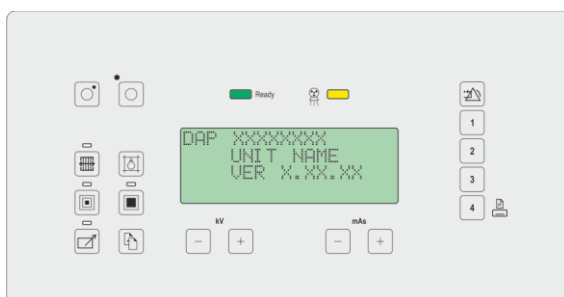 Ready
DAP XXXXXXXX
UNIT NAME
VER X.XX.XX
1
2
3
4
kV
mAs
- +
- +